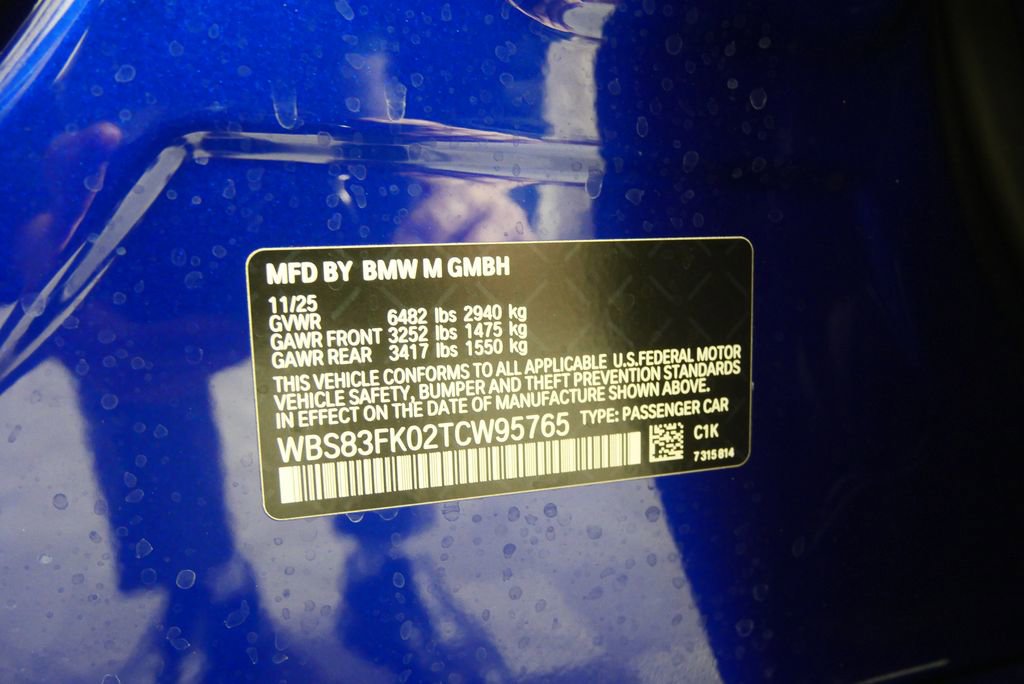 MFD BY BMW M GMBH
11/25
GVWR 6482 lbs 2940 kg
GAWR FRONT 3252 lbs 1475 kg
GAWR REAR 3417 lbs 1550 kg
THIS VEHICLE CONFORMS TO ALL APPLICABLE U.S.FEDERAL MOTOR
VEHICLE SAFETY, BUMPER AND THEFT PREVENTION STANDARDS
IN EFFECT ON THE DATE OF MANUFACTURE SHOWN ABOVE.
WBS83FK02TCW95765 TYPE: PASSENGER CAR
C1K
7315814